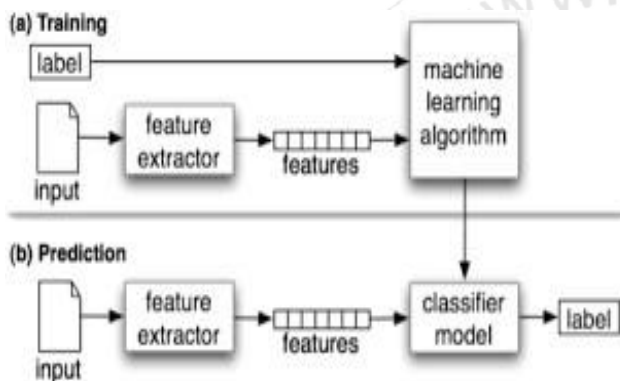 (a) Training
label
machine
learning
algorithm
feature
extractor
features
input
(b) Prediction
feature
extractor
features
classifier
model
label
input